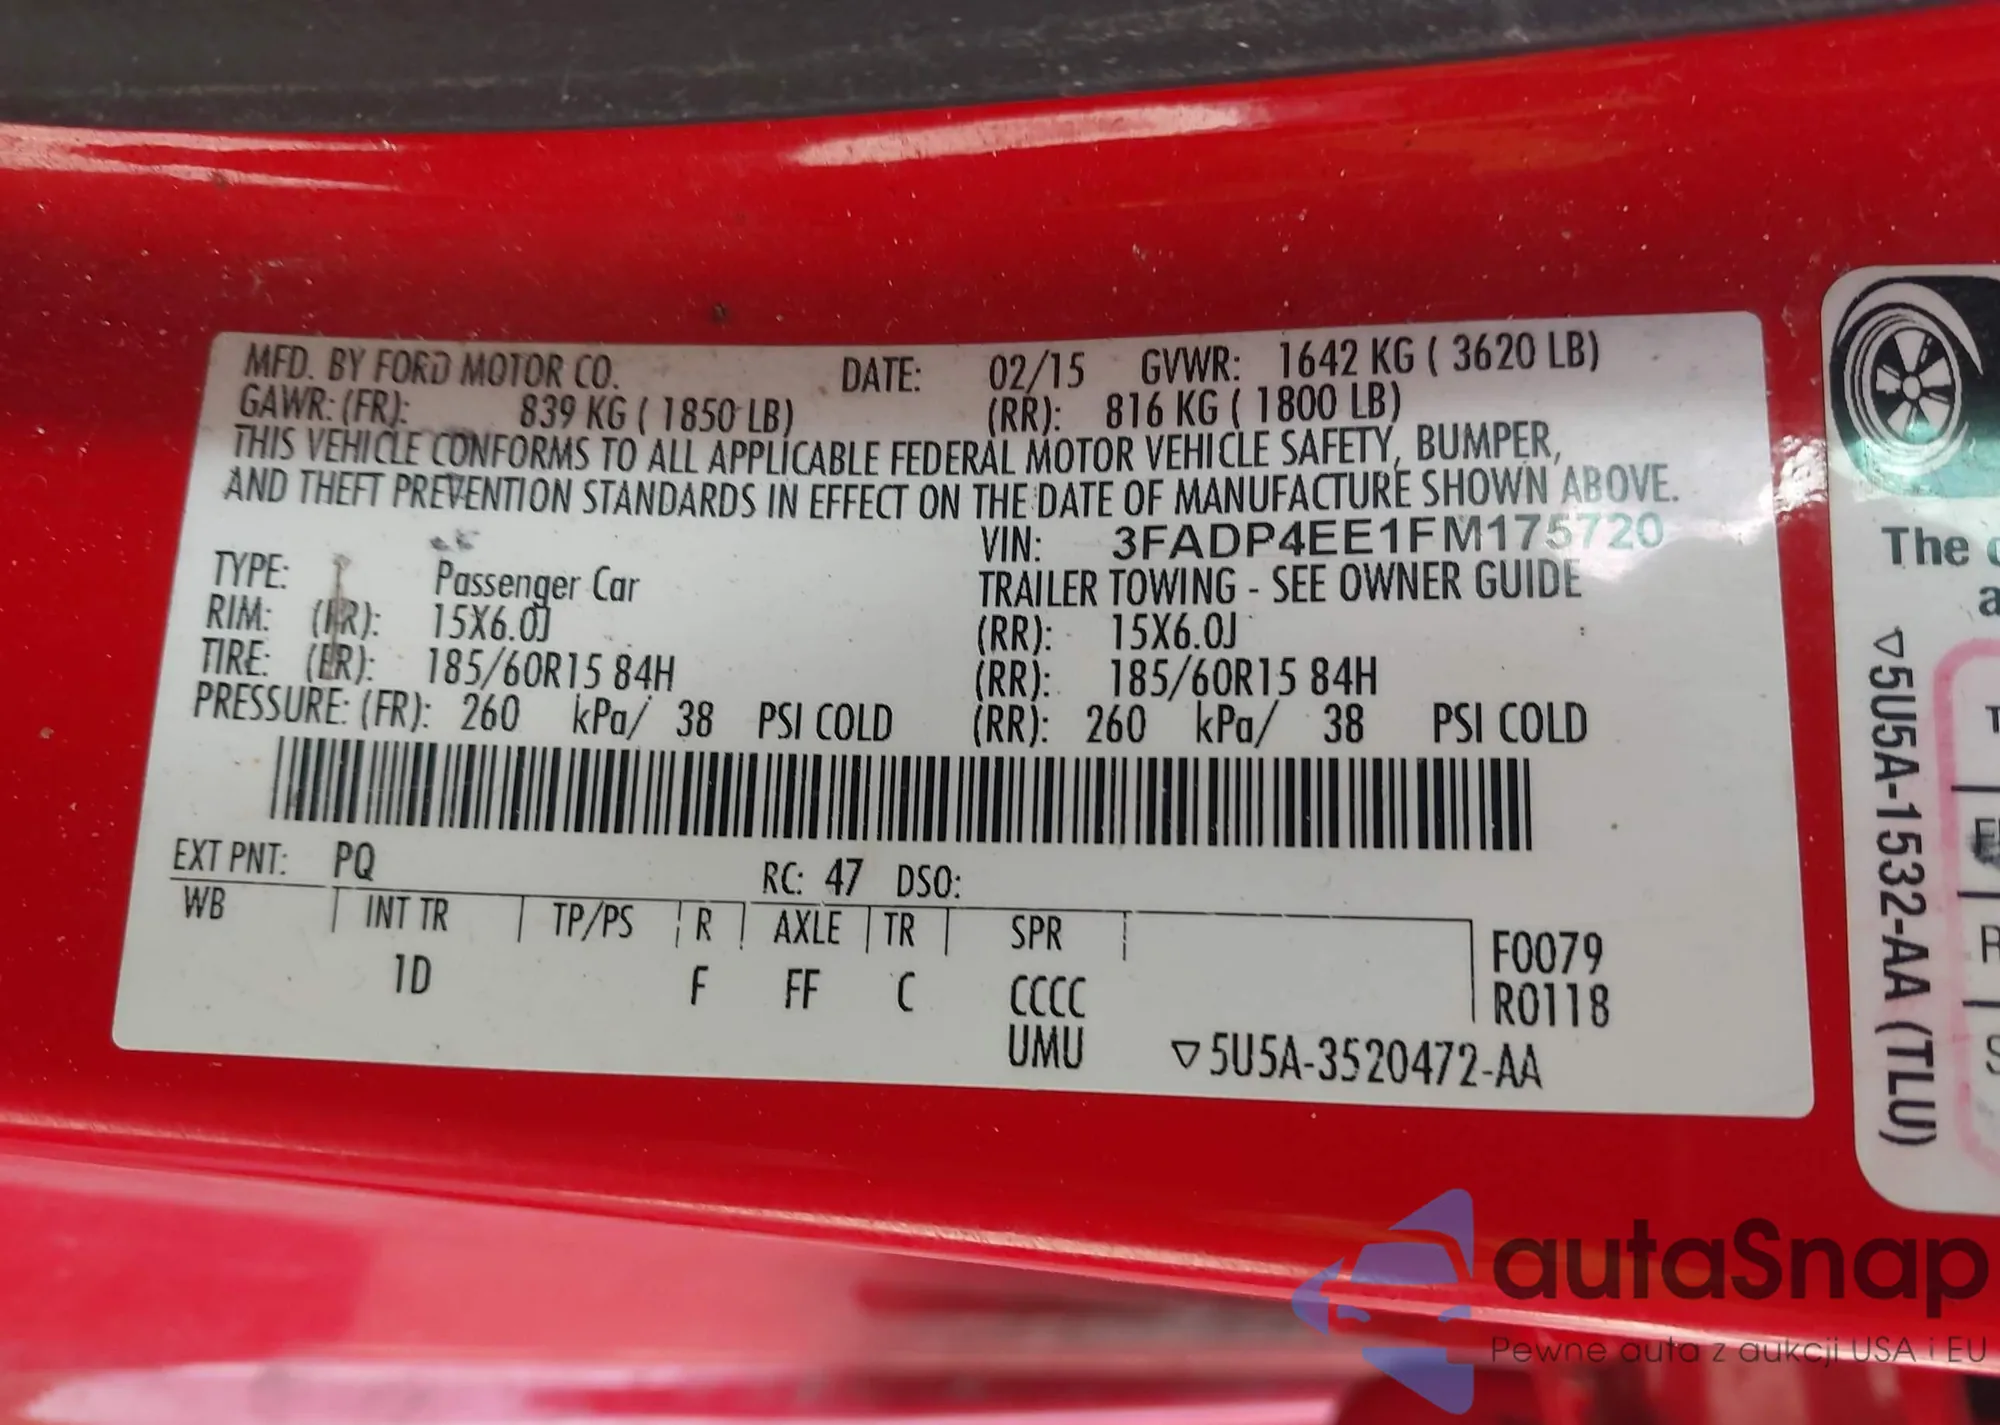 MFD. BY FORD MOTOR CO. DATE: 02/15 GVWR: 1642 KG ( 3620 LB)
GAWR: (FR): 839 KG ( 1850 LB) (RR): 816 KG ( 1800 LB)
THIS VEHICLE CONFORMS TO ALL APPLICABLE FEDERAL MOTOR VEHICLE SAFETY, BUMPER,
AND THEFT PREVENTION STANDARDS IN EFFECT ON THE DATE OF MANUFACTURE SHOWN ABOVE.
VIN: 3FADP4EE1FM175720
TYPE: Passenger Car TRAILER TOWING - SEE OWNER GUIDE
RIM: (FR): 15X6.0J (RR): 15X6.0J
TIRE: (FR): 185/60R15 84H (RR): 185/60R15 84H
PRESSURE: (FR): 260 kPa/ 38 PSI COLD (RR): 260 kPa/ 38 PSI COLD
EXT PNT: PQ RC: 47 DSO:
WB INT TR TP/PS R AXLE TR SPR F0079
1D F FF C CCCC R0118
UMU ▽5U5A-3520472-AA
The
▽5U5A-1532-AA (TLU)
autaSnap
Pewne auta z aukcji USA i EU